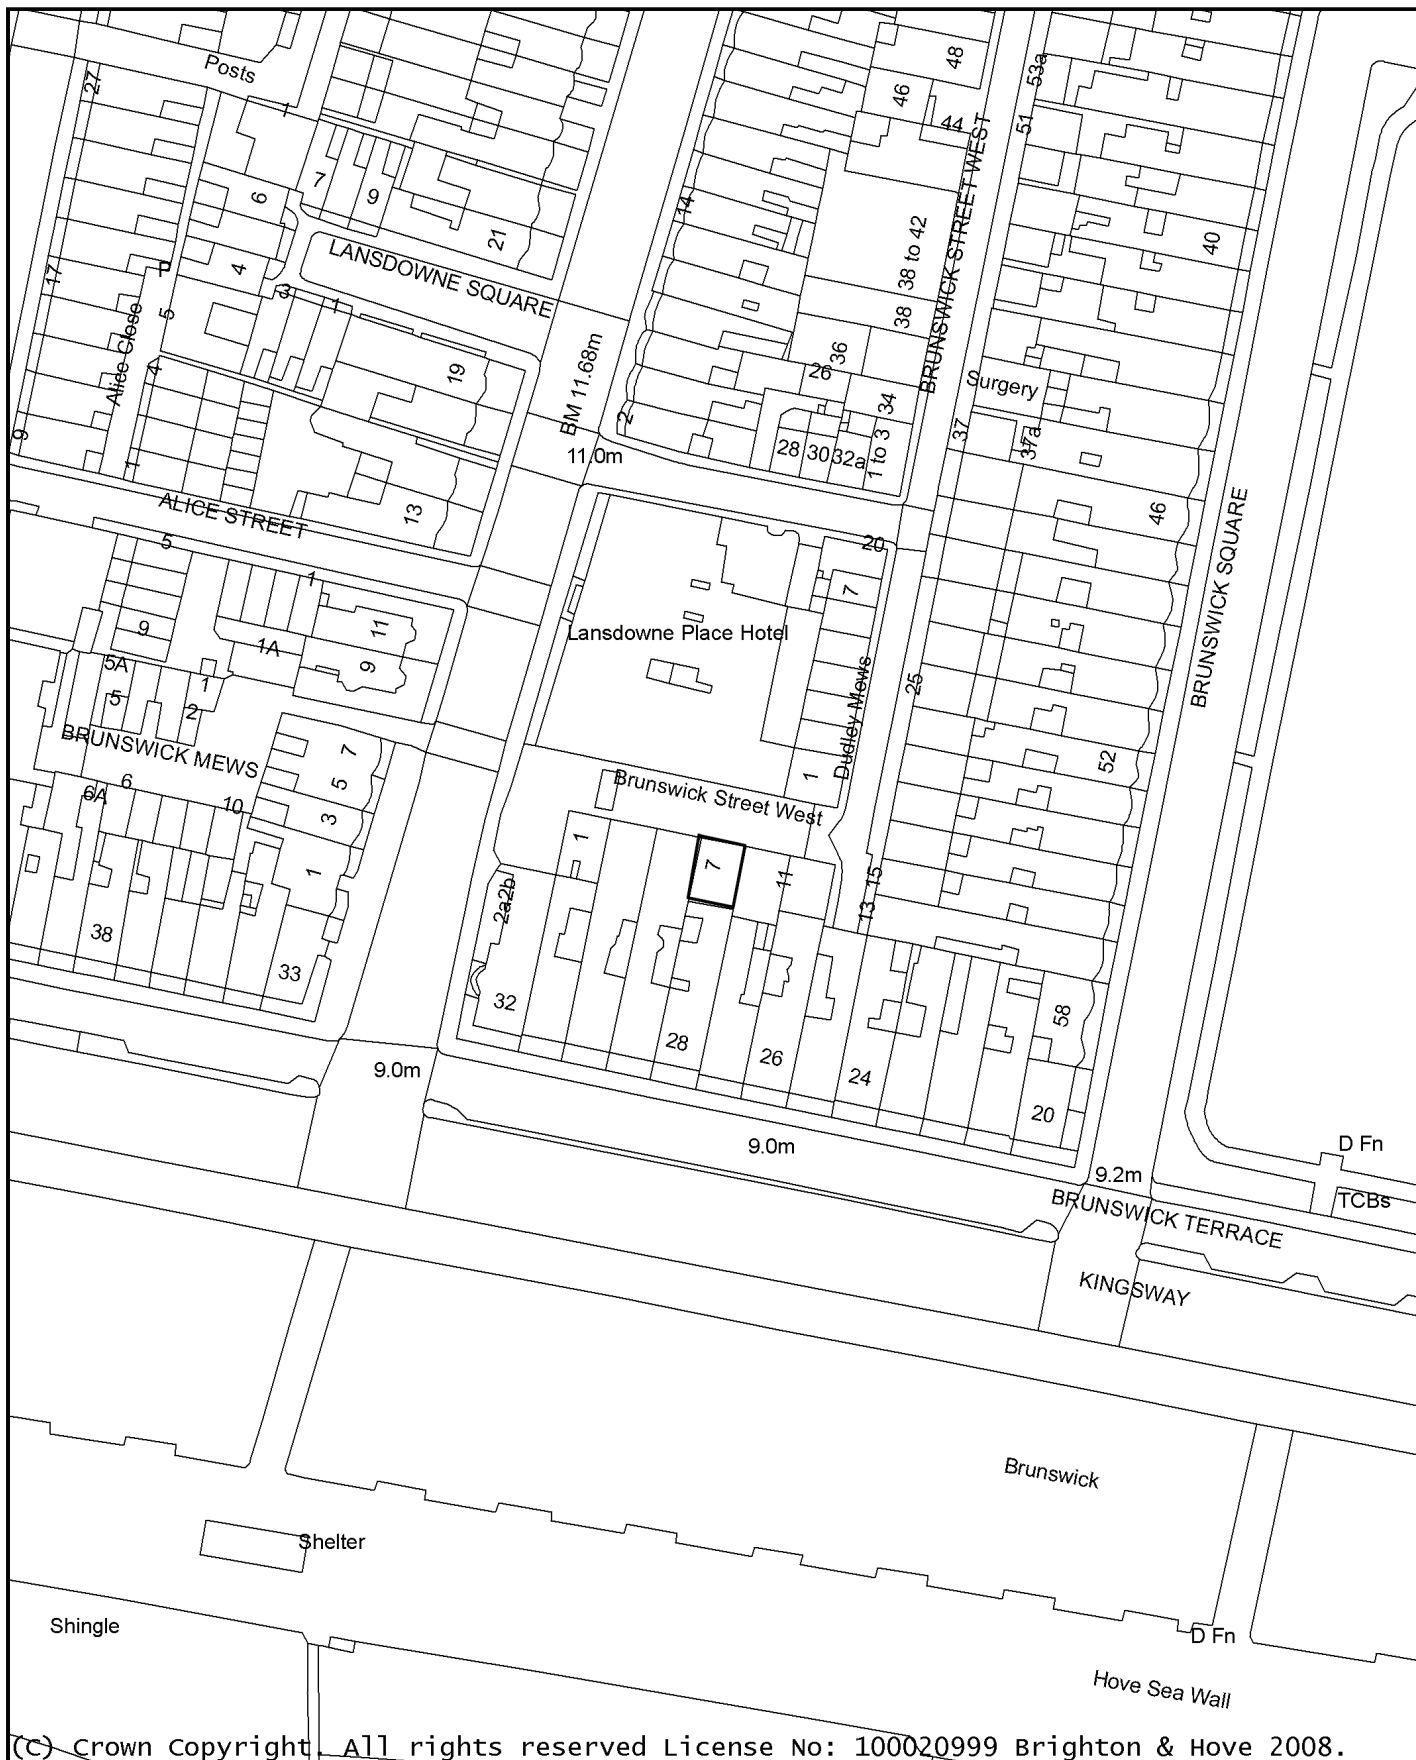 Posts
27
1
48
46
44
53a
51
BRUNSWICK STREET WEST
7
9
6
21
14
38 to 42
40
LANSDOWNE SQUARE
P
4
17
3
1
5
Alice Close
38
36
26
BM 11.68m
19
4
Surgery
34
2
37
37a
9
28
30
32a
1 to 3
11.0m
1
13
46
ALICE STREET
BRUNSWICK SQUARE
5
20
1
7
9
11
1A
9
Lansdowne Place Hotel
5A
5
1
2
25
Dudley Mews
BRUNSWICK MEWS
7
5
52
1
Brunswick Street West
6
6A
10
3
1
7
11
1
15
13
2a
2b
38
33
32
58
28
26
24
20
9.0m
9.0m
9.2m
D Fn
TCBs
BRUNSWICK TERRACE
KINGSWAY
Brunswick
Shelter
Shingle
D Fn
Hove Sea Wall
(C) Crown Copyright. All rights reserved License No: 100020999 Brighton & Hove 2008.